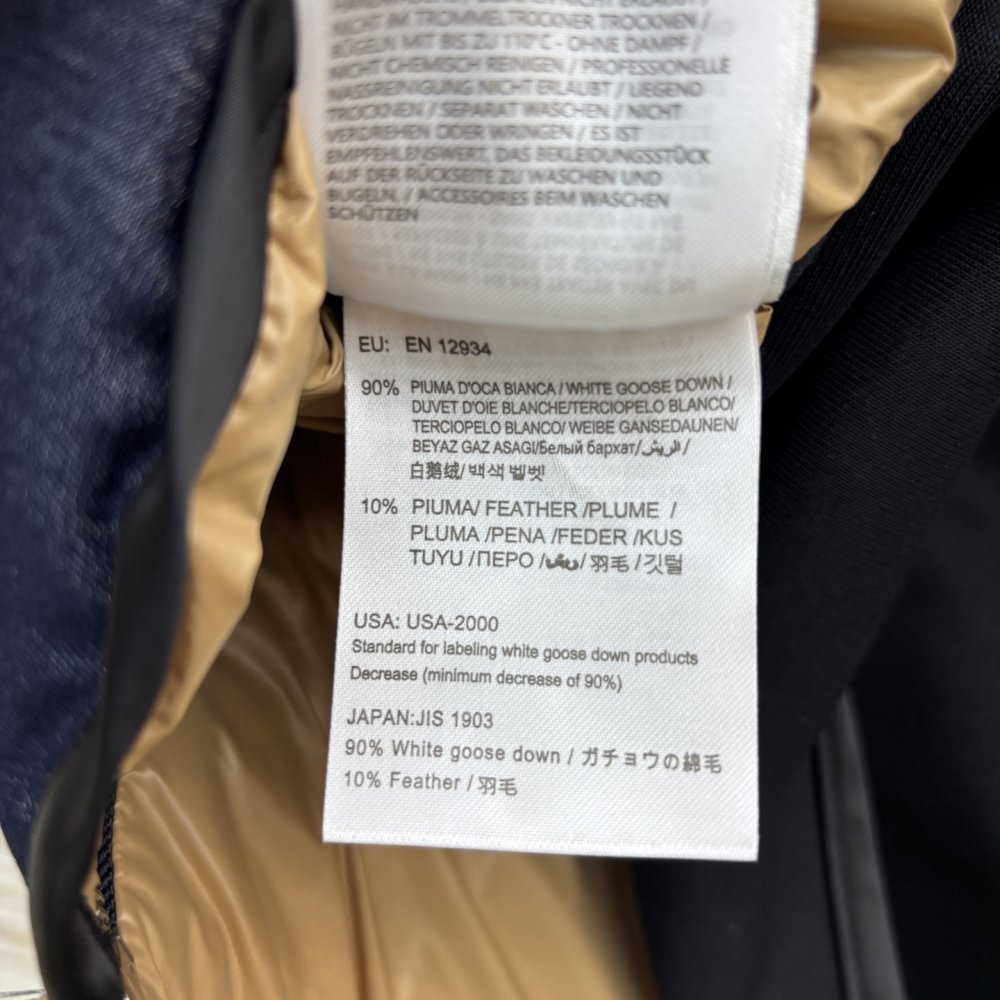 NICHT IM TROMMELTROCKNER TROCKNEN /
BÜGELN MIT BIS ZU 110°C - OHNE DAMPF /
NICHT CHEMISCH REINIGEN / PROFESSIONELLE
NASSREINIGUNG NICHT ERLAUBT / LIEGEND
TROCKNEN / SEPARAT WASCHEN / NICHT
VERDREHEN ODER WRINGEN / ES IST
EMPFEHLENSWERT, DAS BEKLEIDUNGSSTÜCK
AUF DER RÜCKSEITE ZU WASCHEN UND
BUGELN. / ACCESSOIRES BEIM WASCHEN
SCHÜTZEN
EU: EN 12934
90% PIUMA D'OCA BIANCA / WHITE GOOSE DOWN /
DUVET D'OIE BLANCHE/TERCIOPELO BLANCO/
TERCIOPELO BLANCO/ WEIBE GANSEDAUNEN/
BEYAZ GAZ ASAGI/Белый бархат/الريش/
白鹅绒/ 백색 벨벳
10% PIUMA/ FEATHER /PLUME /
PLUMA /PENA /FEDER /KUS
TUYU /ПЕРО / / 羽毛 /깃털
USA: USA-2000
Standard for labeling white goose down products
Decrease (minimum decrease of 90%)
JAPAN:JIS 1903
90% White goose down / ガチョウの綿毛
10% Feather / 羽毛